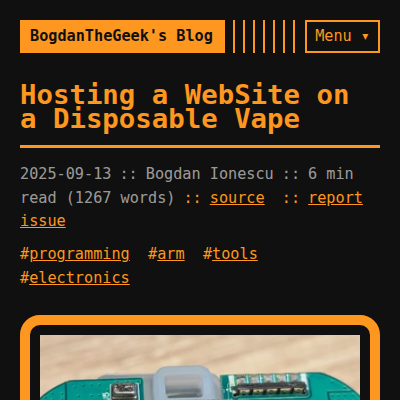 BogdanTheGeek's Blog
Menu ▾
Hosting a WebSite on
a Disposable Vape
2025-09-13 :: Bogdan Ionescu :: 6 min
read (1267 words) :: source :: report
issue
#programming #arm #tools
#electronics